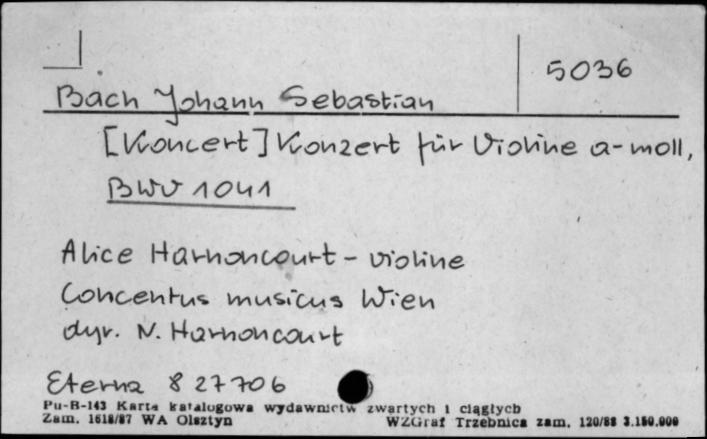 5036
Bach Johann Sebastian
[Koncert] Konzert für Violine a-moll,
BWV 1041
Alice Harnoncourt - violine
Concentus musicus Wien
dyr. N. Harnoncourt
Eterna 8 27706
Pu-B-143 Karta katalogowa wydawnictw zwartych i ciągłych
Zam. 1618/87 WA Olsztyn WZGraf Trzebnica zam. 120/88 3.150.000